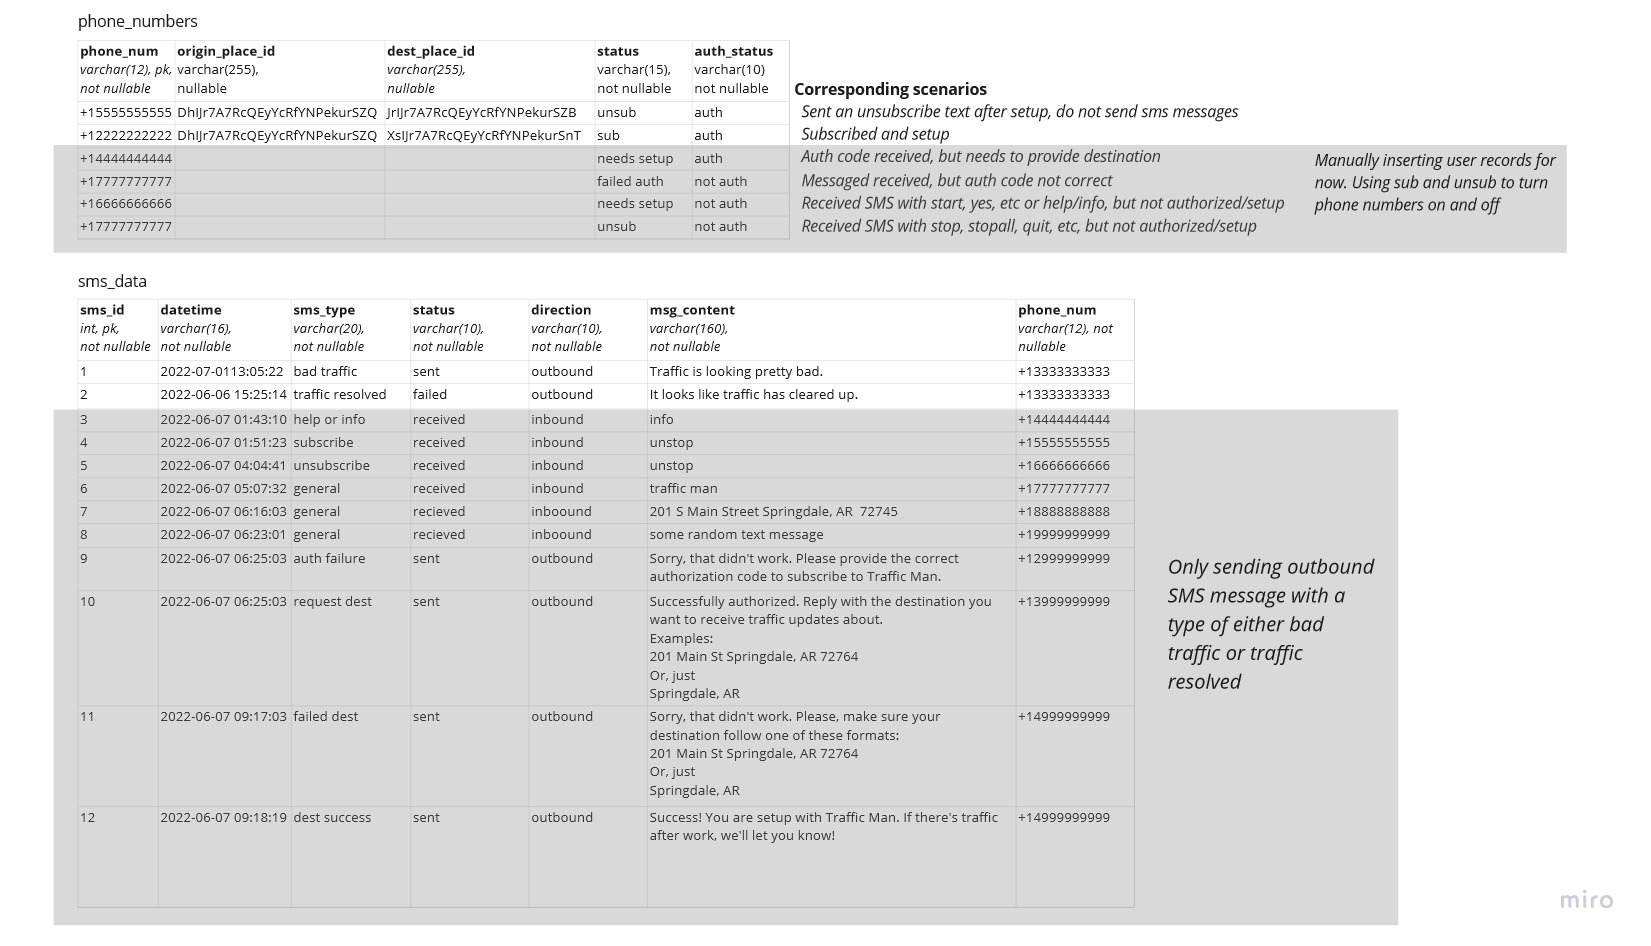 phone_numbers
phone_num origin_place_id dest_place_id status auth_status
varchar(12), pk, varchar(255), varchar(255), varchar(15), varchar(10)
not nullable nullable nullable not nullable not nullable
Corresponding scenarios
+15555555555 DhIJr7A7RcQEyYcRfYNPekurSZQ JrIJr7A7RcQEyYcRfYNPekurSZB unsub auth Sent an unsubscribe text after setup, do not send sms messages
+12222222222 DhIJr7A7RcQEyYcRfYNPekurSZQ XsIJr7A7RcQEyYcRfYNPekurSnT sub auth Subscribed and setup
+14444444444 needs setup auth Auth code received, but needs to provide destination
+17777777777 failed auth not auth Messaged received, but auth code not correct
+16666666666 needs setup not auth Received SMS with start, yes, etc or help/info, but not authorized/setup
+17777777777 unsub not auth Received SMS with stop, stopall, quit, etc, but not authorized/setup
Manually inserting user records for
now. Using sub and unsub to turn
phone numbers on and off
sms_data
sms_id datetime sms_type status direction msg_content phone_num
int, pk, varchar(16), varchar(20), varchar(10), varchar(10), varchar(160), varchar(12), not
not nullable not nullable not nullable not nullable not nullable not nullable nullable
1 2022-07-0113:05:22 bad traffic sent outbound Traffic is looking pretty bad. +13333333333
2 2022-06-06 15:25:14 traffic resolved failed outbound It looks like traffic has cleared up. +13333333333
3 2022-06-07 01:43:10 help or info received inbound info +14444444444
4 2022-06-07 01:51:23 subscribe received inbound unstop +15555555555
5 2022-06-07 04:04:41 unsubscribe received inbound unstop +16666666666
6 2022-06-07 05:07:32 general received inbound traffic man +17777777777
7 2022-06-07 06:16:03 general recieved inboound 201 S Main Street Springdale, AR  72745 +18888888888
8 2022-06-07 06:23:01 general recieved inboound some random text message +19999999999
9 2022-06-07 06:25:03 auth failure sent outbound Sorry, that didn't work. Please provide the correct +12999999999
authorization code to subscribe to Traffic Man.
10 2022-06-07 06:25:03 request dest sent outbound Successfully authorized. Reply with the destination you +13999999999
want to receive traffic updates about.
Examples:
201 Main St Springdale, AR 72764
Or, just
Springdale, AR
11 2022-06-07 09:17:03 failed dest sent outbound Sorry, that didn't work. Please, make sure your +14999999999
destination follow one of these formats:
201 Main St Springdale, AR 72764
Or, just
Springdale, AR
12 2022-06-07 09:18:19 dest success sent outbound Success! You are setup with Traffic Man. If there's traffic +14999999999
after work, we'll let you know!
Only sending outbound
SMS message with a
type of either bad
traffic or traffic
resolved
miro